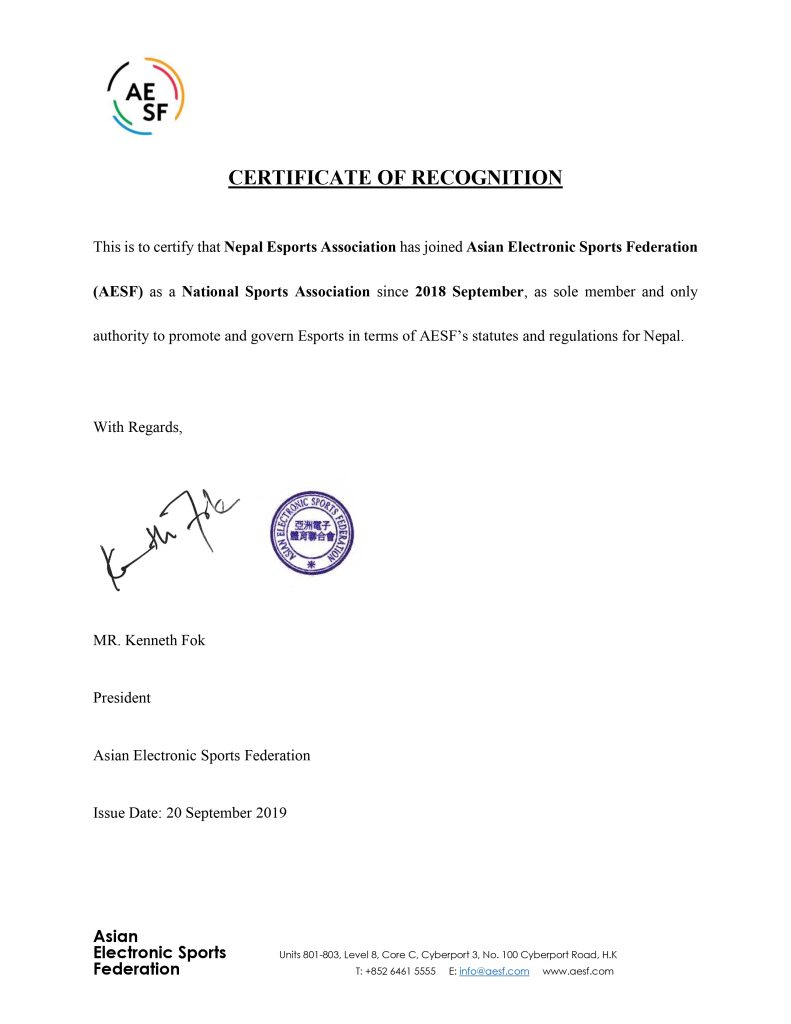 AE
SF
CERTIFICATE OF RECOGNITION
This is to certify that Nepal Esports Association has joined Asian Electronic Sports Federation
(AESF) as a National Sports Association since 2018 September, as sole member and only
authority to promote and govern Esports in terms of AESF’s statutes and regulations for Nepal.
With Regards,
Kenneth Fok
ASIAN ELECTRONIC SPORTS FEDERATION
亞洲電子
體育聯合會
MR. Kenneth Fok
President
Asian Electronic Sports Federation
Issue Date: 20 September 2019
Asian
Electronic Sports
Federation
Units 801-803, Level 8, Core C, Cyberport 3, No. 100 Cyberport Road, H.K
T: +852 6461 5555 E: info@aesf.com www.aesf.com